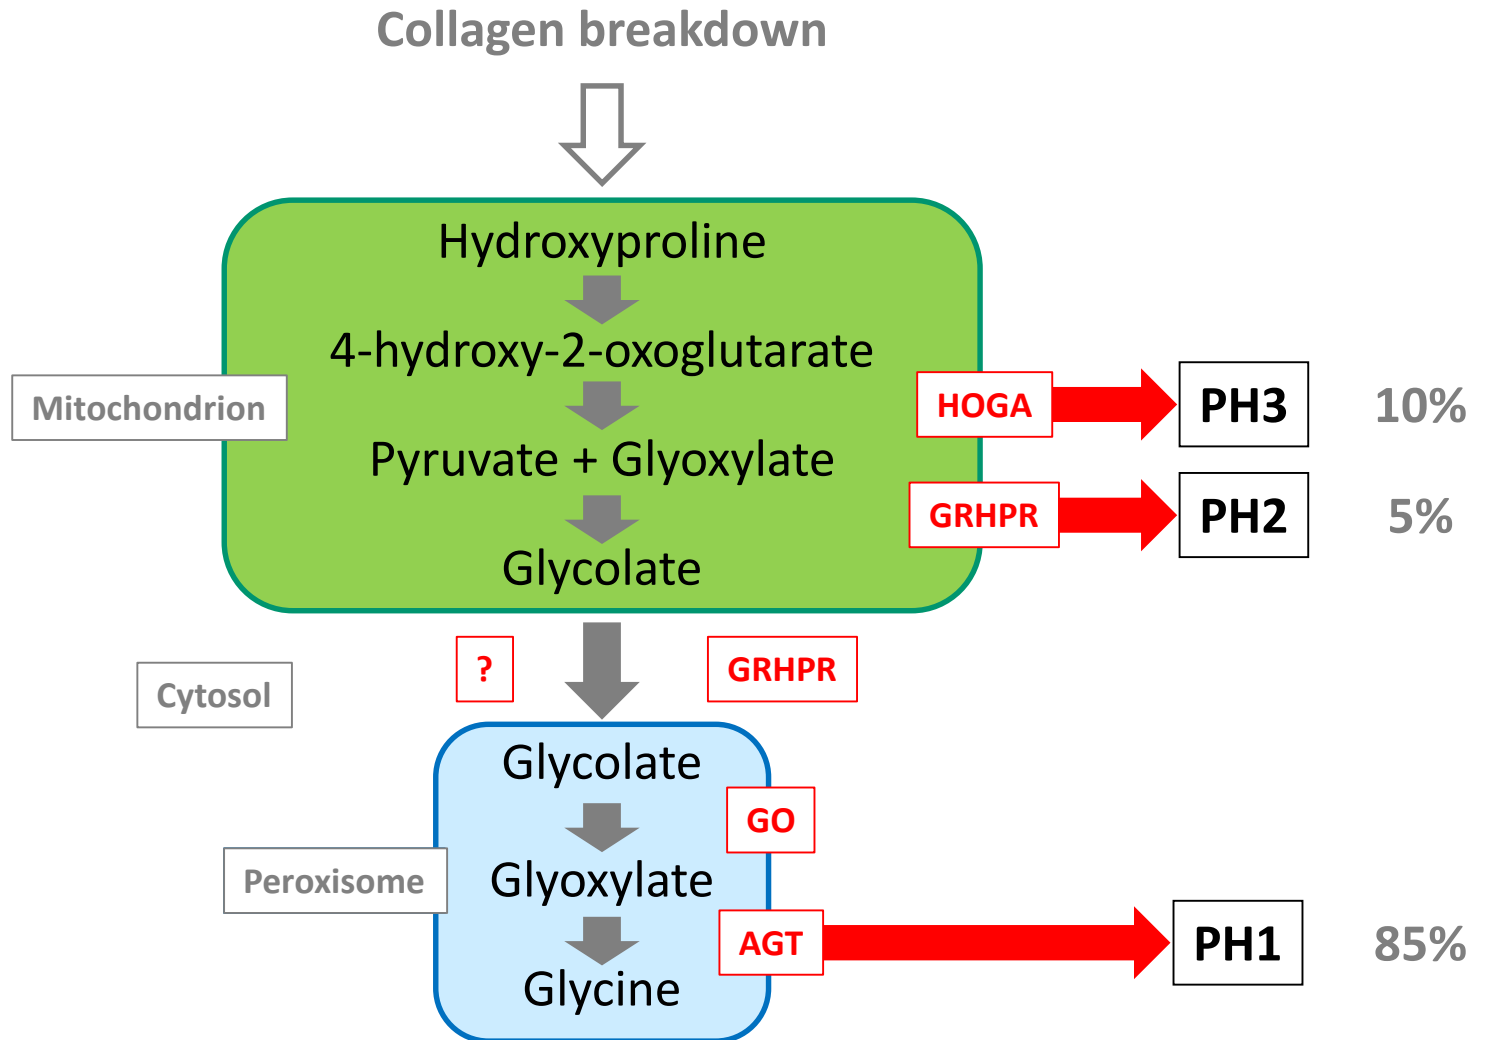 Collagen breakdown
Hydroxyproline
4-hydroxy-2-oxoglutarate
Mitochondrion
HOGA
PH3
10%
Pyruvate + Glyoxylate
GRHPR
PH2
5%
Glycolate
?
GRHPR
Cytosol
Glycolate
GO
Peroxisome
Glyoxylate
AGT
PH1
85%
Glycine